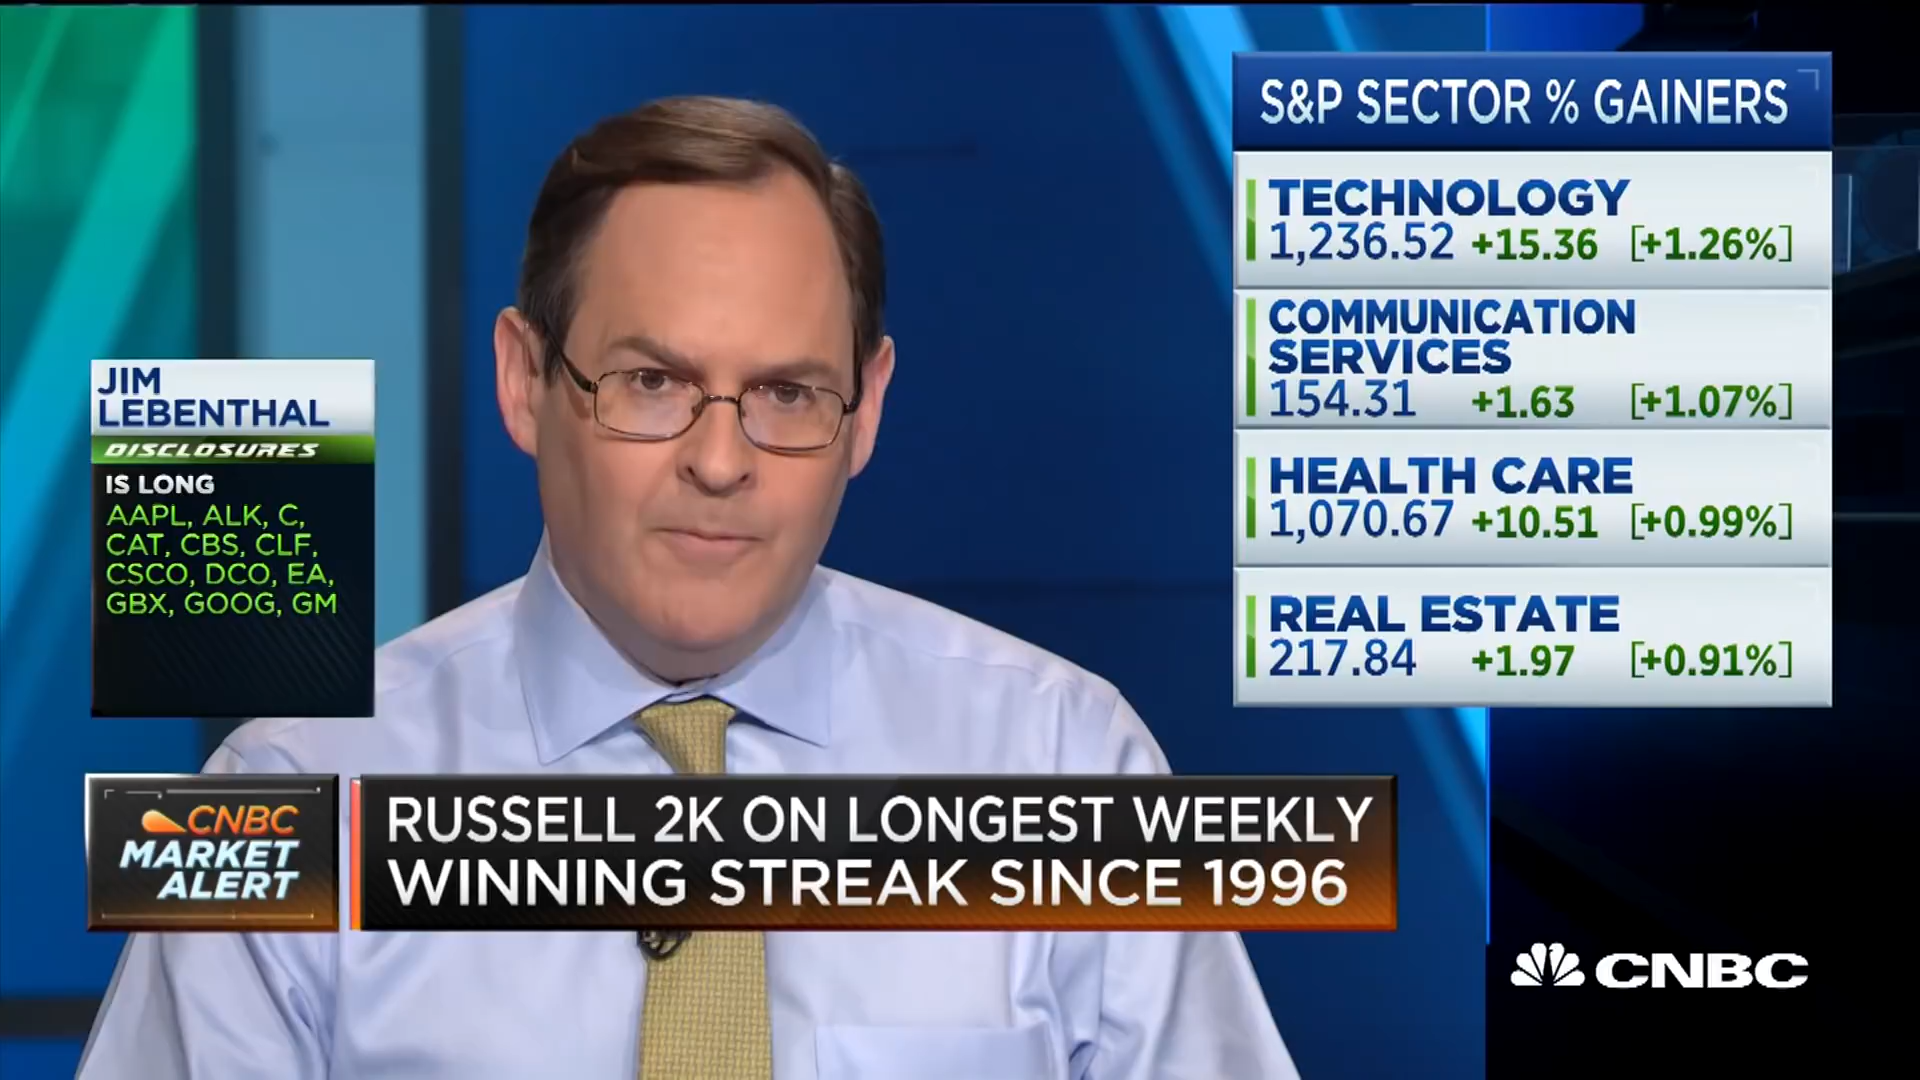 S&P SECTOR % GAINERS
TECHNOLOGY
1,236.52 +15.36 [+1.26%]
COMMUNICATION
SERVICES
154.31 +1.63 [+1.07%]
HEALTH CARE
1,070.67 +10.51 [+0.99%]
REAL ESTATE
217.84 +1.97 [+0.91%]
JIM
LEBENTHAL
DISCLOSURES
IS LONG
AAPL, ALK, C,
CAT, CBS, CLF,
CSCO, DCO, EA,
GBX, GOOG, GM
CNBC
MARKET
ALERT
RUSSELL 2K ON LONGEST WEEKLY
WINNING STREAK SINCE 1996
CNBC